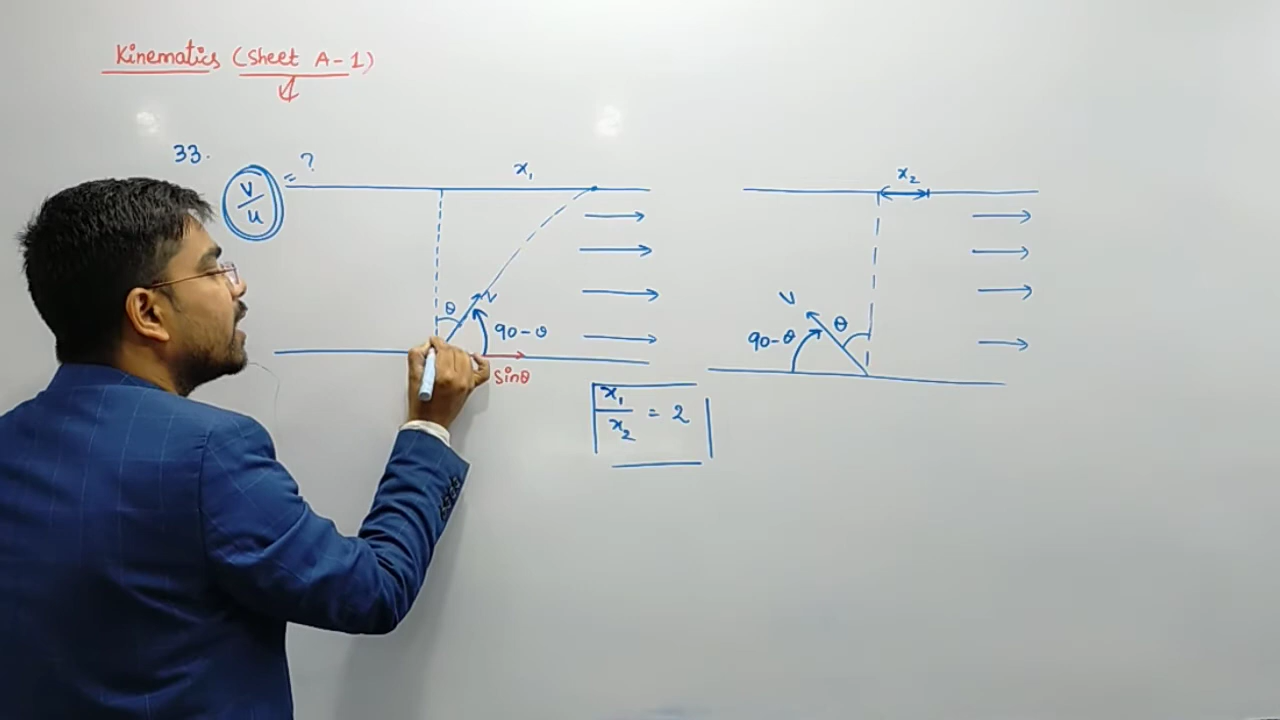 Kinematics (Sheet A-1)
33.
v/u = ?
x₁
θ
v
90-θ
sinθ
x₂
v
θ
90-θ
x₁/x₂ = 2